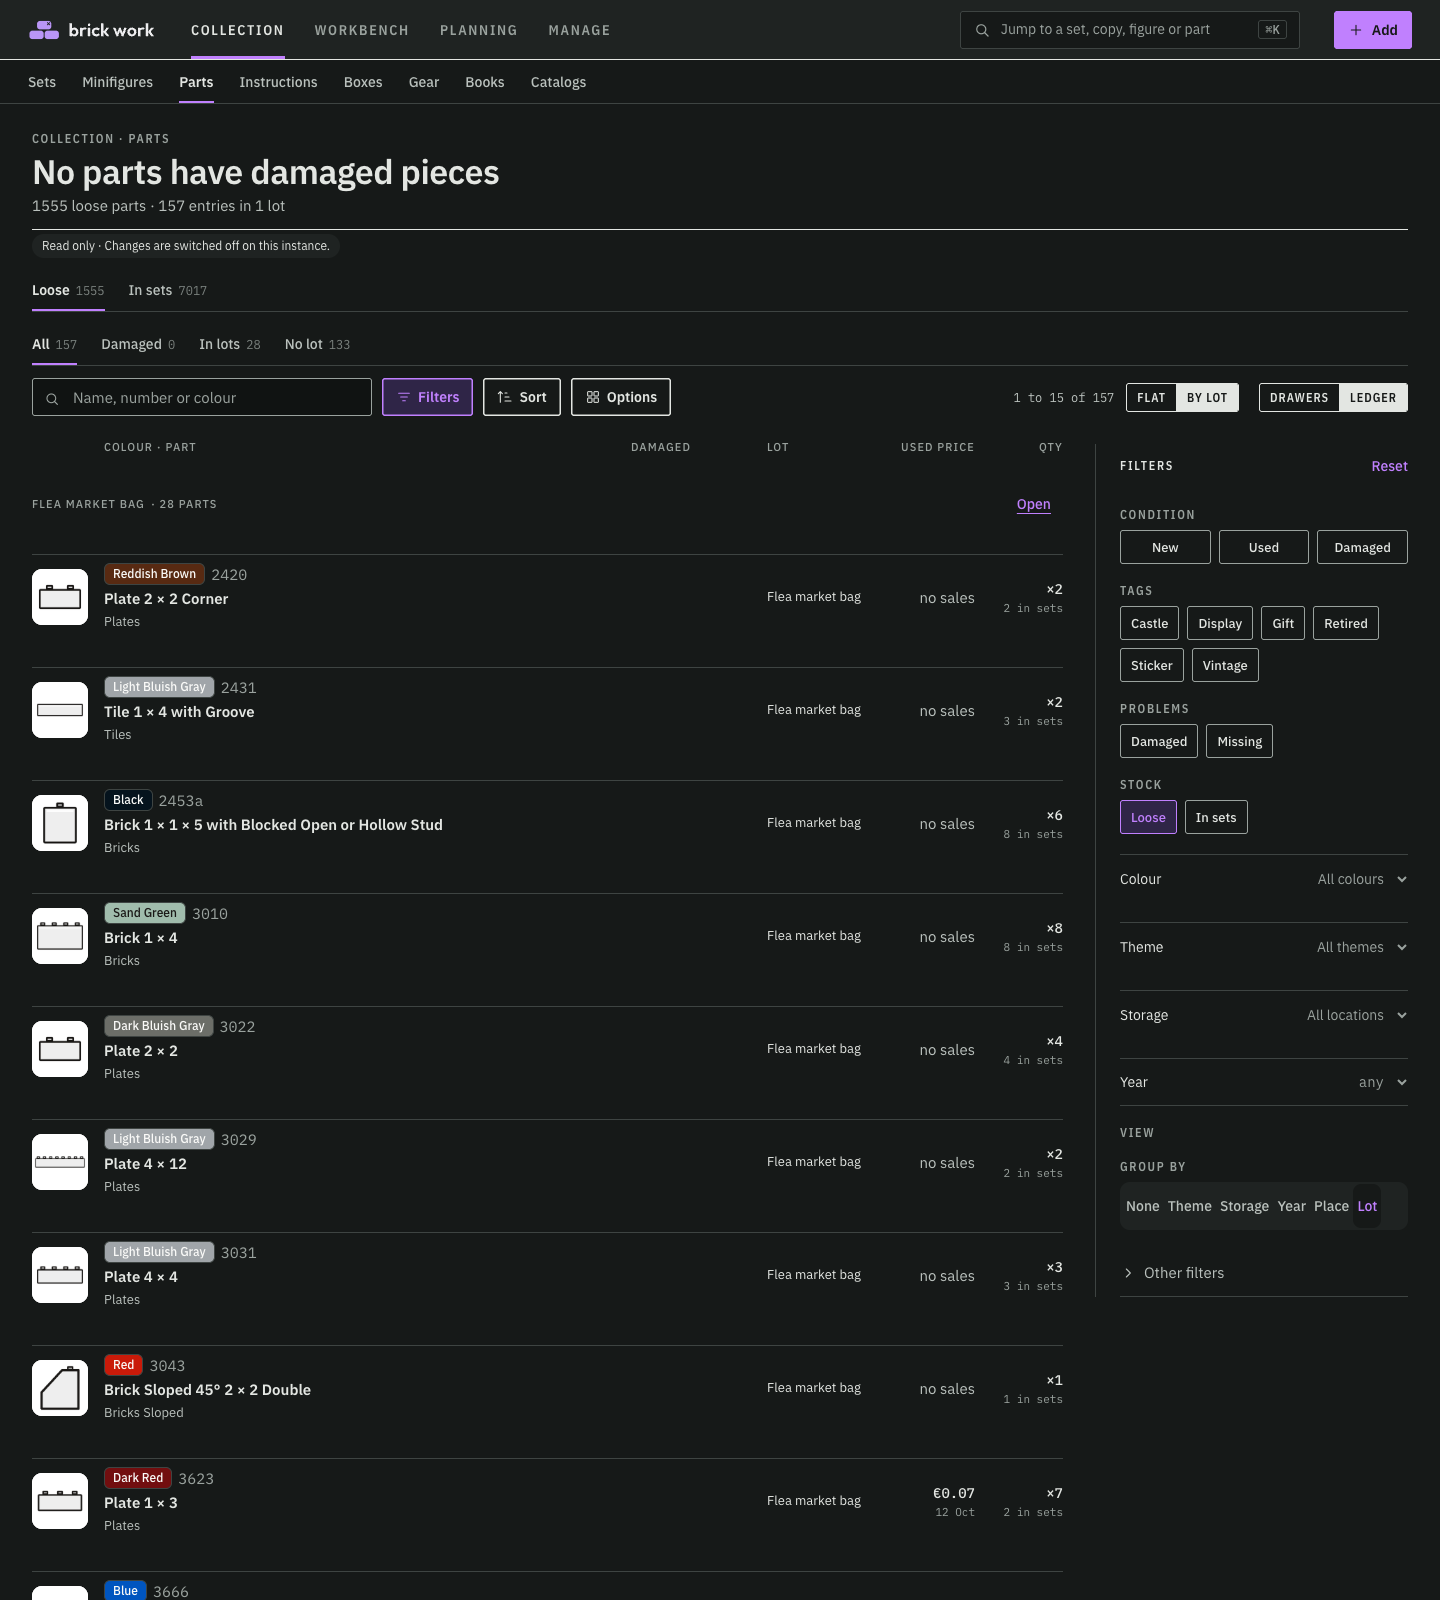 brick work COLLECTION WORKBENCH PLANNING MANAGE Jump to a set, copy, figure or part ⌘K + Add
Sets Minifigures Parts Instructions Boxes Gear Books Catalogs
COLLECTION · PARTS
No parts have damaged pieces
1555 loose parts · 157 entries in 1 lot
Read only · Changes are switched off on this instance.
Loose 1555 In sets 7017
All 157 Damaged 0 In lots 28 No lot 133
Name, number or colour Filters Sort Options 1 to 15 of 157 FLAT BY LOT DRAWERS LEDGER
COLOUR · PART DAMAGED LOT USED PRICE QTY
FLEA MARKET BAG · 28 PARTS Open
Reddish Brown 2420
Plate 2 × 2 Corner
Plates
Flea market bag no sales ×2
2 in sets
Light Bluish Gray 2431
Tile 1 × 4 with Groove
Tiles
Flea market bag no sales ×2
3 in sets
Black 2453a
Brick 1 × 1 × 5 with Blocked Open or Hollow Stud
Bricks
Flea market bag no sales ×6
8 in sets
Sand Green 3010
Brick 1 × 4
Bricks
Flea market bag no sales ×8
8 in sets
Dark Bluish Gray 3022
Plate 2 × 2
Plates
Flea market bag no sales ×4
4 in sets
Light Bluish Gray 3029
Plate 4 × 12
Plates
Flea market bag no sales ×2
2 in sets
Light Bluish Gray 3031
Plate 4 × 4
Plates
Flea market bag no sales ×3
3 in sets
Red 3043
Brick Sloped 45° 2 × 2 Double
Bricks Sloped
Flea market bag no sales ×1
1 in sets
Dark Red 3623
Plate 1 × 3
Plates
Flea market bag €0.07 ×7
12 Oct 2 in sets
Blue 3666
FILTERS Reset
CONDITION
New Used Damaged
TAGS
Castle Display Gift Retired
Sticker Vintage
PROBLEMS
Damaged Missing
STOCK
Loose In sets
Colour All colours
Theme All themes
Storage All locations
Year any
VIEW
GROUP BY
None Theme Storage Year Place Lot
Other filters